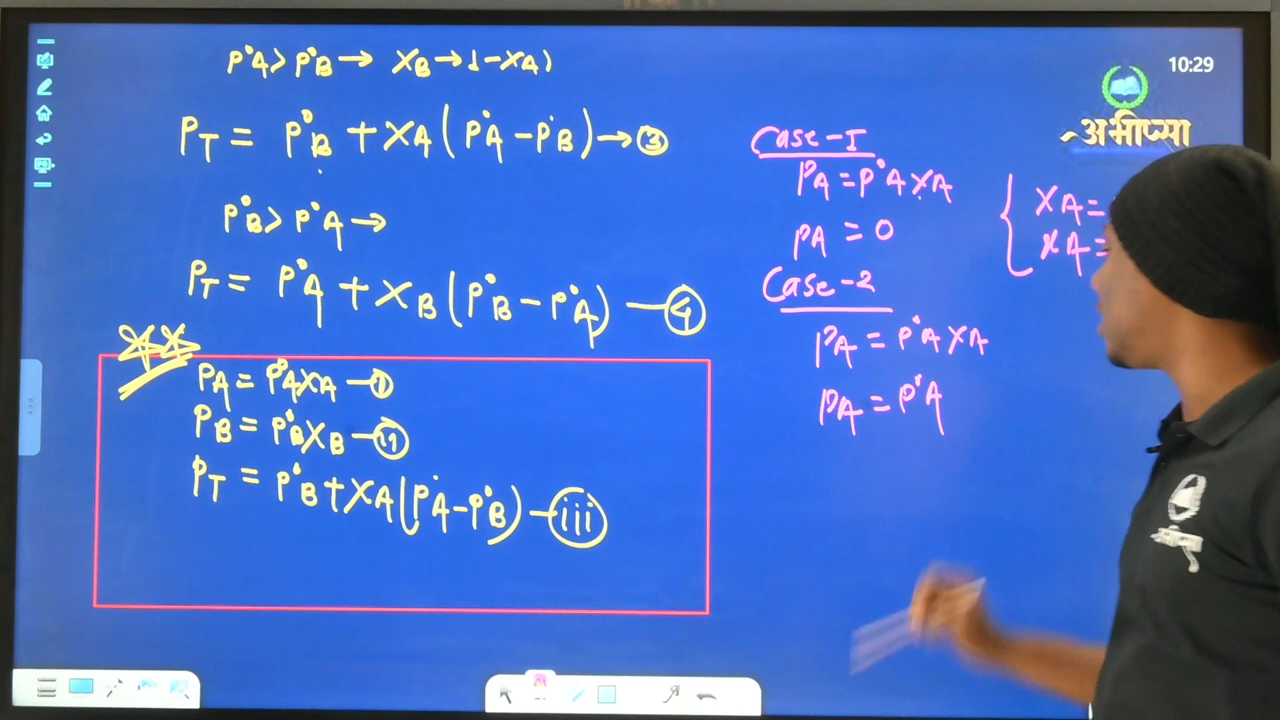 P°A > P°B → XB → 1 - XA)
PT = P°B + XA (P°A - P°B) → ③
P°B > P°A →
PT = P°A + XB (P°B - P°A) — ④
PA = P°A XA — ①
PB = P°B XB — ⓘⓘ
PT = P°B + XA (P°A - P°B) — ⓘⓘⓘ
Case-I
PA = P°A XA
PA = 0
Case-2
PA = P°A XA
PA = P°A
{ XA =
XA =
10:29
अभीप्सा